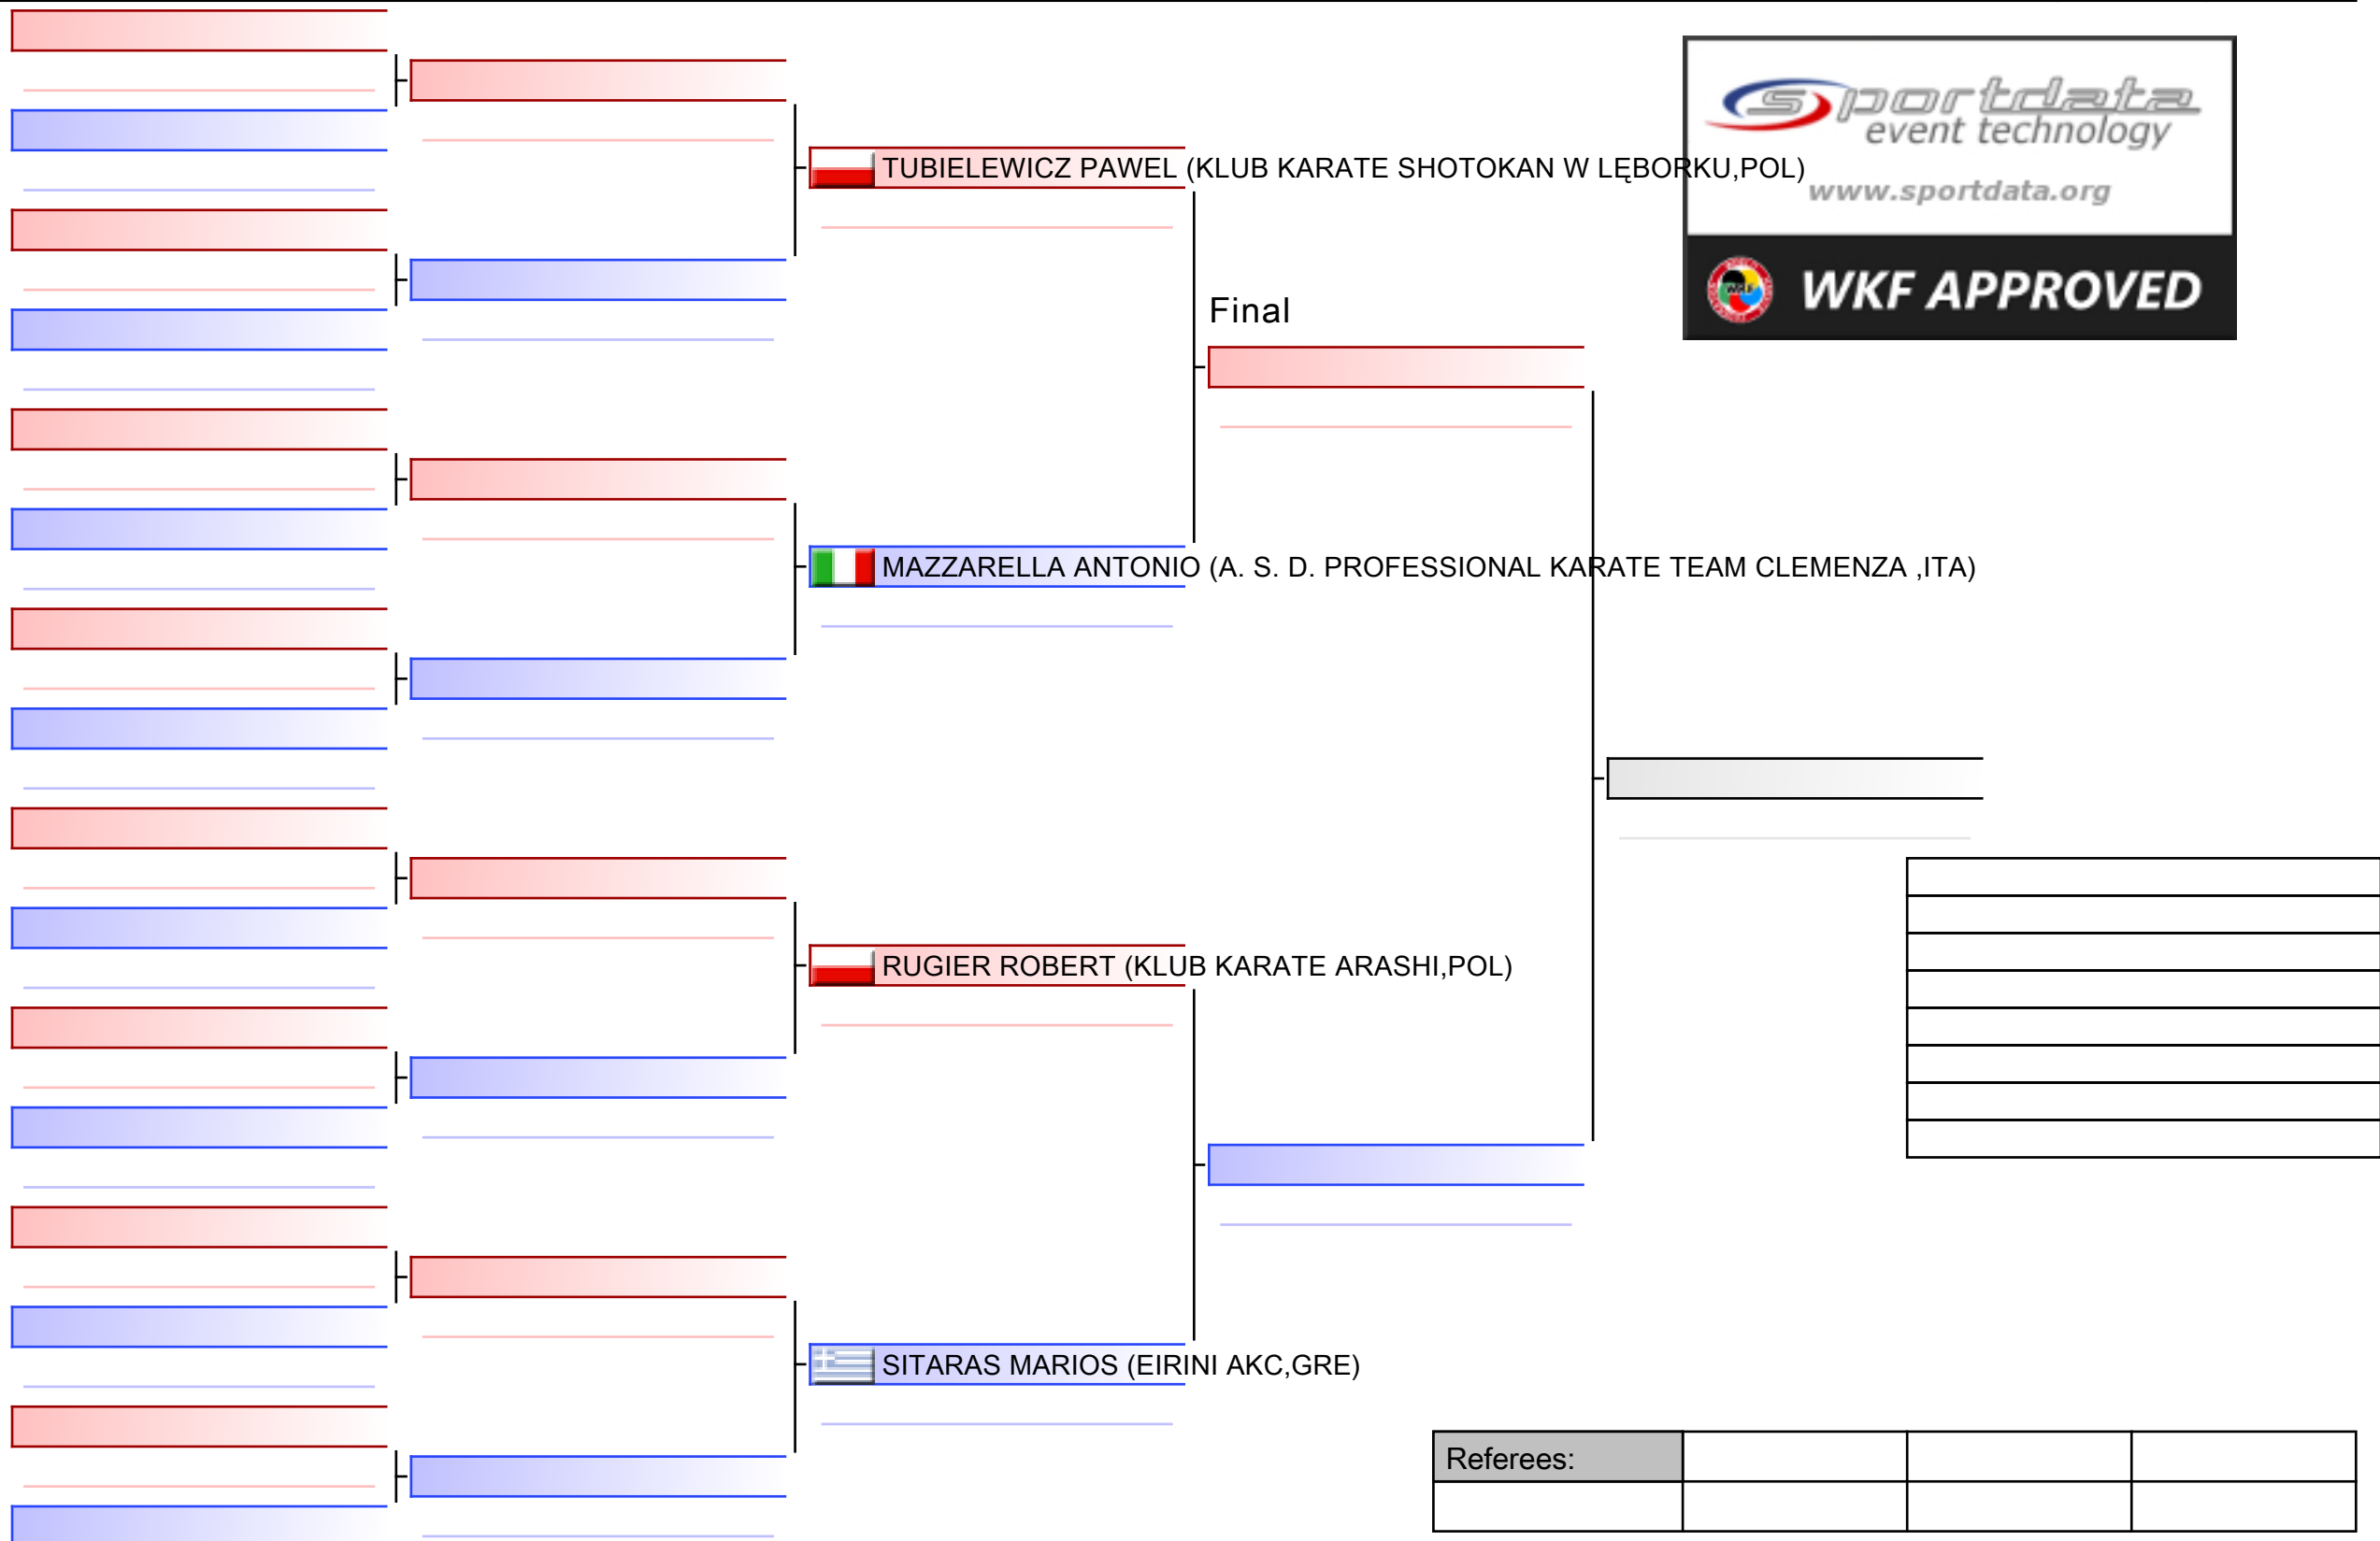 sportdata
event technology
www.sportdata.org
WKF APPROVED
TUBIELEWICZ PAWEL (KLUB KARATE SHOTOKAN W LĘBORKU,POL)
Final
MAZZARELLA ANTONIO (A. S. D. PROFESSIONAL KARATE TEAM CLEMENZA ,ITA)
RUGIER ROBERT (KLUB KARATE ARASHI,POL)
SITARAS MARIOS (EIRINI AKC,GRE)
Referees: